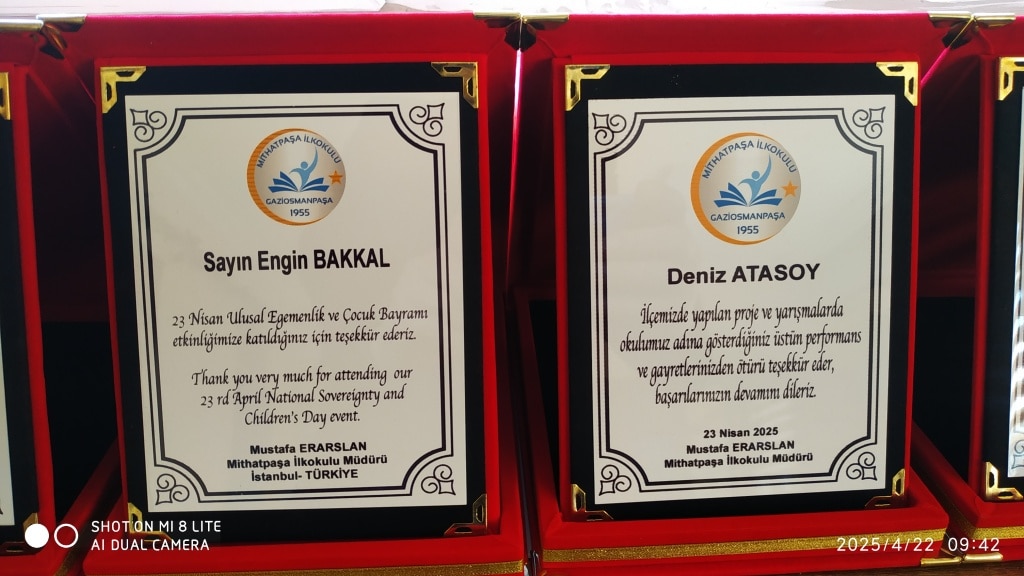 MİTHATPAŞA İLKOKULU
GAZİOSMANPAŞA
1955
Sayın Engin BAKKAL
23 Nisan Ulusal Egemenlik ve Çocuk Bayramı
etkinliğimize katıldığınız için teşekkür ederiz.
Thank you very much for attending our
23 rd April National Sovereignty and
Children's Day event.
Mustafa ERARSLAN
Mithatpaşa İlkokulu Müdürü
İstanbul- TÜRKİYE
MİTHATPAŞA İLKOKULU
GAZİOSMANPAŞA
1955
Deniz ATASOY
İlçemizde yapılan proje ve yarışmalarda
okulumuz adına gösterdiğiniz üstün performans
ve gayretlerinizden ötürü teşekkür eder,
başarılarınızın devamını dileriz.
23 Nisan 2025
Mustafa ERARSLAN
Mithatpaşa İlkokulu Müdürü
SHOT ON MI 8 LITE
AI DUAL CAMERA
2025/4/22 09:42